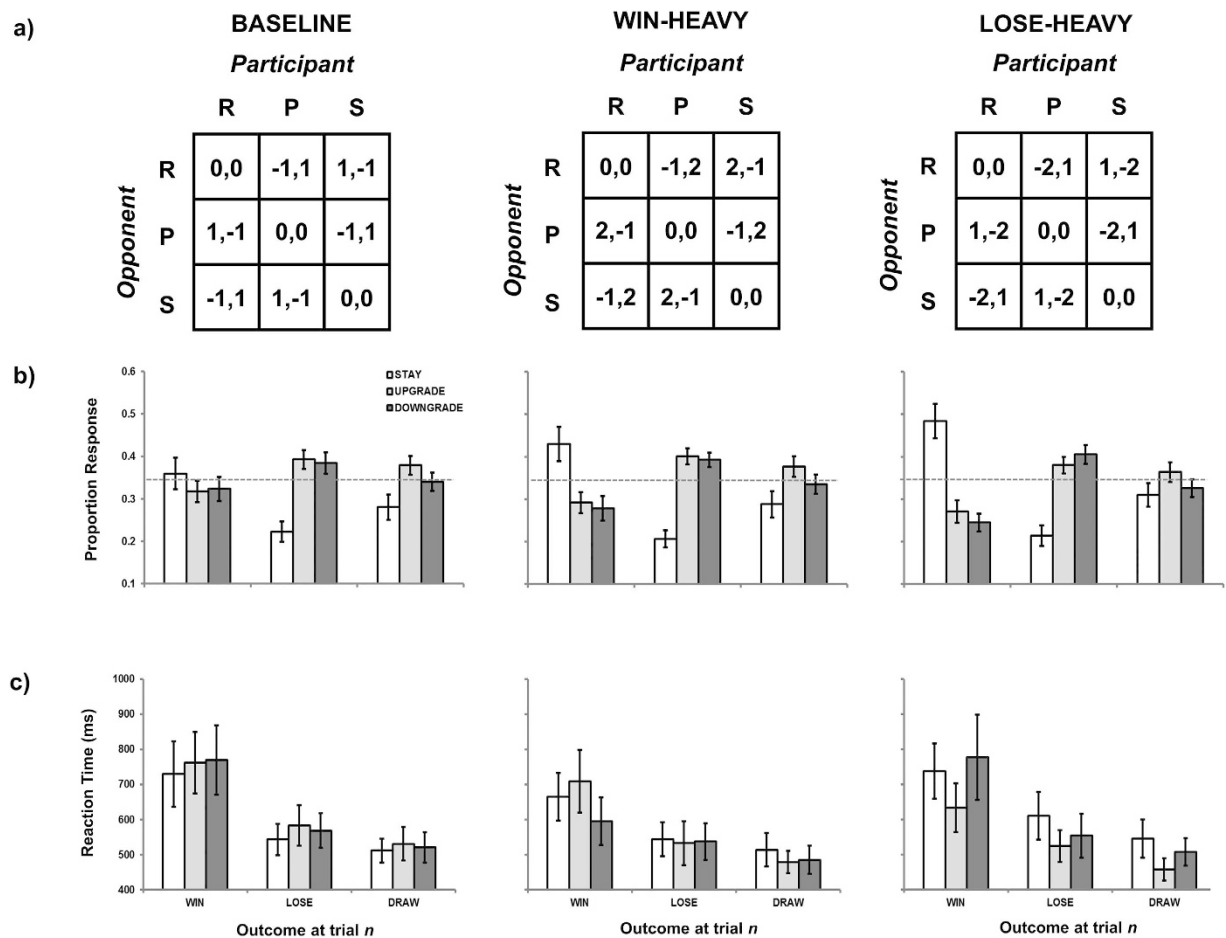 a)
BASELINE
WIN-HEAVY
LOSE-HEAVY
Participant
Participant
Participant
R P S
R P S
R P S
Opponent
R 0,0 -1,1 1,-1
P 1,-1 0,0 -1,1
S -1,1 1,-1 0,0
Opponent
R 0,0 -1,2 2,-1
P 2,-1 0,0 -1,2
S -1,2 2,-1 0,0
Opponent
R 0,0 -2,1 1,-2
P 1,-2 0,0 -2,1
S -2,1 1,-2 0,0
b)
Proportion Response
0.6
0.5
0.4
0.3
0.2
0.1
STAY
UPGRADE
DOWNGRADE
c)
Reaction Time (ms)
1000
900
800
700
600
500
400
WIN LOSE DRAW
WIN LOSE DRAW
WIN LOSE DRAW
Outcome at trial n
Outcome at trial n
Outcome at trial n